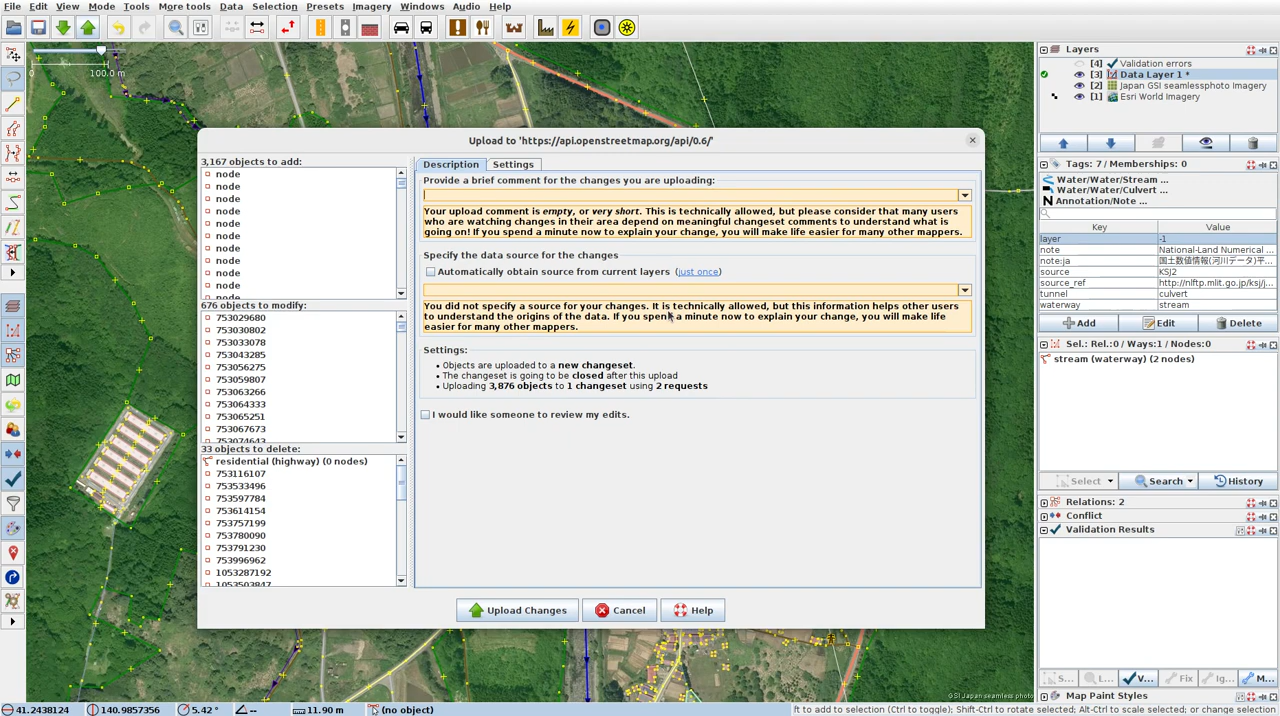 File Edit View Mode Tools More tools Data Selection Presets Imagery Windows Audio Help
0
100.0 m
Upload to 'https://api.openstreetmap.org/api/0.6/'
3,167 objects to add:
node
node
node
node
node
node
node
node
node
node
node
676 objects to modify:
753029680
753030802
753033078
753043285
753056275
753059807
753063266
753064333
753065251
753067673
753074643
33 objects to delete:
residential (highway) (0 nodes)
753116107
753533496
753597784
753614154
753757199
753780090
753791230
753996962
1053287192
1053503847
Description Settings
Provide a brief comment for the changes you are uploading:
Your upload comment is empty, or very short. This is technically allowed, but please consider that many users
who are watching changes in their area depend on meaningful changeset comments to understand what is
going on! If you spend a minute now to explain your change, you will make life easier for many other mappers.
Specify the data source for the changes
Automatically obtain source from current layers (just once)
You did not specify a source for your changes. It is technically allowed, but this information helps other users
to understand the origins of the data. If you spend a minute now to explain your change, you will make life
easier for many other mappers.
Settings:
• Objects are uploaded to a new changeset.
• The changeset is going to be closed after this upload
• Uploading 3,876 objects to 1 changeset using 2 requests
I would like someone to review my edits.
Upload Changes Cancel Help
Layers
[4] Validation errors
[3] Data Layer 1 *
[2] Japan GSI seamlessphoto Imagery
[1] Esri World Imagery
Tags: 7 / Memberships: 0
Water/Water/Stream ...
Water/Water/Culvert ...
Annotation/Note ...
Key Value
layer -1
note National-Land Numerical ...
note:ja 国土数値情報(河川データ)平...
source KSJ2
source_ref http://nlftp.mlit.go.jp/ksj/j...
tunnel culvert
waterway stream
Add Edit Delete
Sel.: Rel.:0 / Ways:1 / Nodes:0
stream (waterway) (2 nodes)
Select Search History
Relations: 2
Conflict
Validation Results
S... L... V... Fix Ig... M...
Map Paint Styles
GSI Japan seamless photo
41.2438124 140.9857356 5.42 ° -- 11.90 m (no object) ft to add to selection (Ctrl to toggle); Shift-Ctrl to rotate selected; Alt-Ctrl to scale selected; or change selection